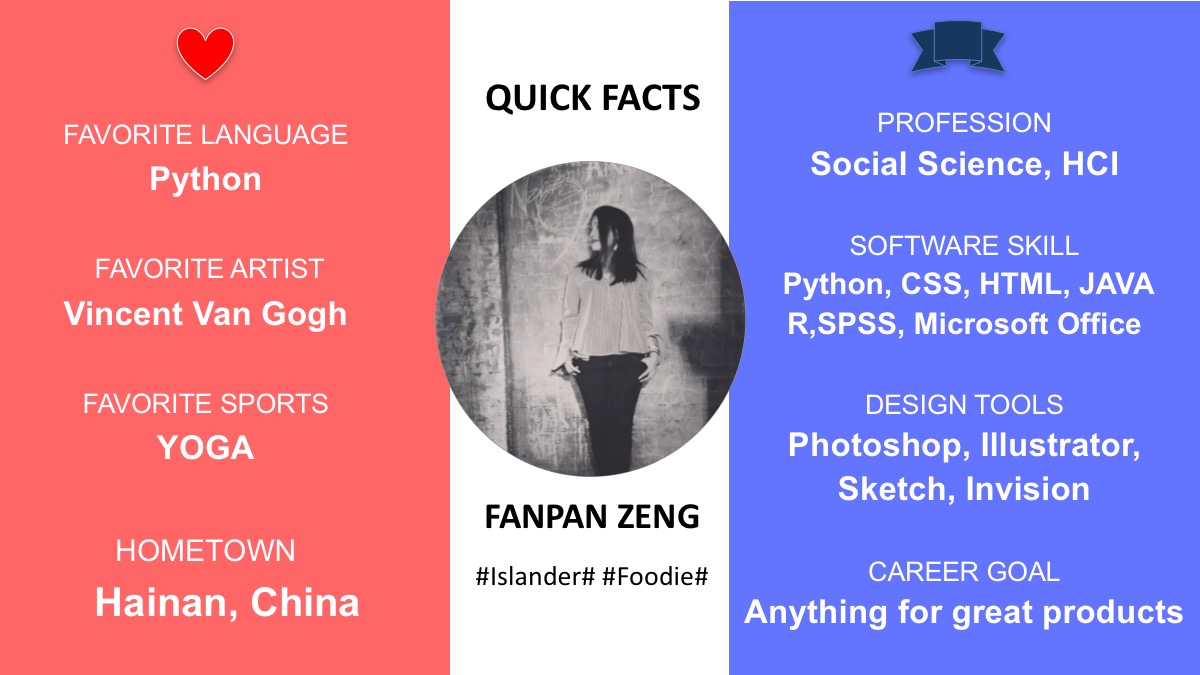 FAVORITE LANGUAGE
Python
FAVORITE ARTIST
Vincent Van Gogh
FAVORITE SPORTS
YOGA
HOMETOWN
Hainan, China
QUICK FACTS
FANPAN ZENG
#Islander# #Foodie#
PROFESSION
Social Science, HCI
SOFTWARE SKILL
Python, CSS, HTML, JAVA
R,SPSS, Microsoft Office
DESIGN TOOLS
Photoshop, Illustrator,
Sketch, Invision
CAREER GOAL
Anything for great products